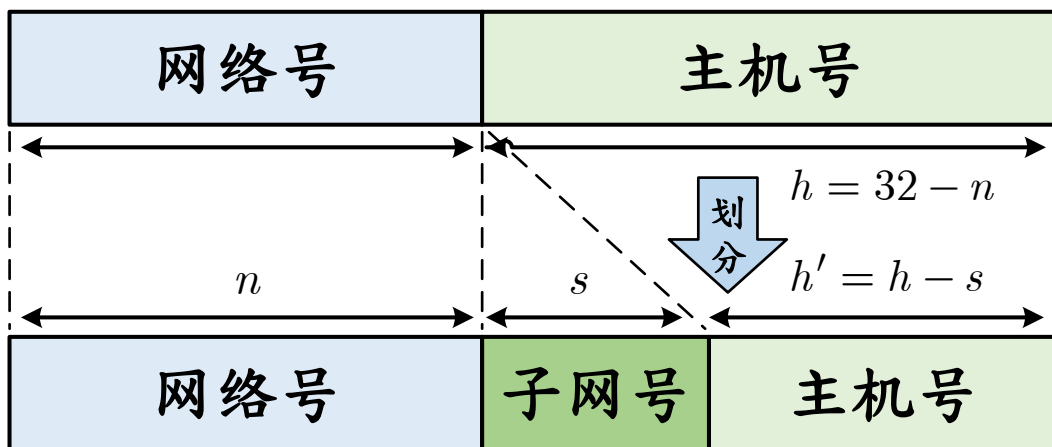 网络号 主机号
h = 32 − n
划分
h′ = h − s
n s
网络号 子网号 主机号